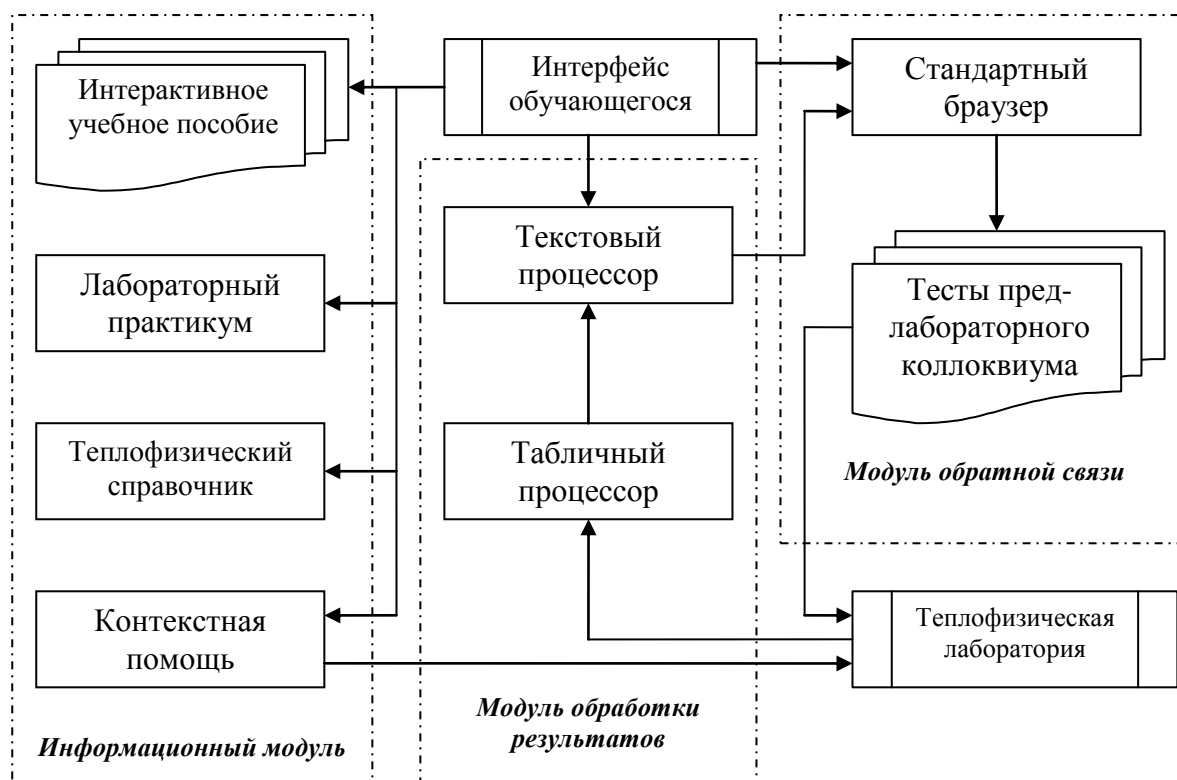 Интерактивное
учебное пособие
Интерфейс
обучающегося
Стандартный
браузер
Лабораторный
практикум
Текстовый
процессор
Тесты пред-
лабораторного
коллоквиума
Теплофизический
справочник
Табличный
процессор
Модуль обратной связи
Контекстная
помощь
Теплофизическая
лаборатория
Информационный модуль
Модуль обработки
результатов